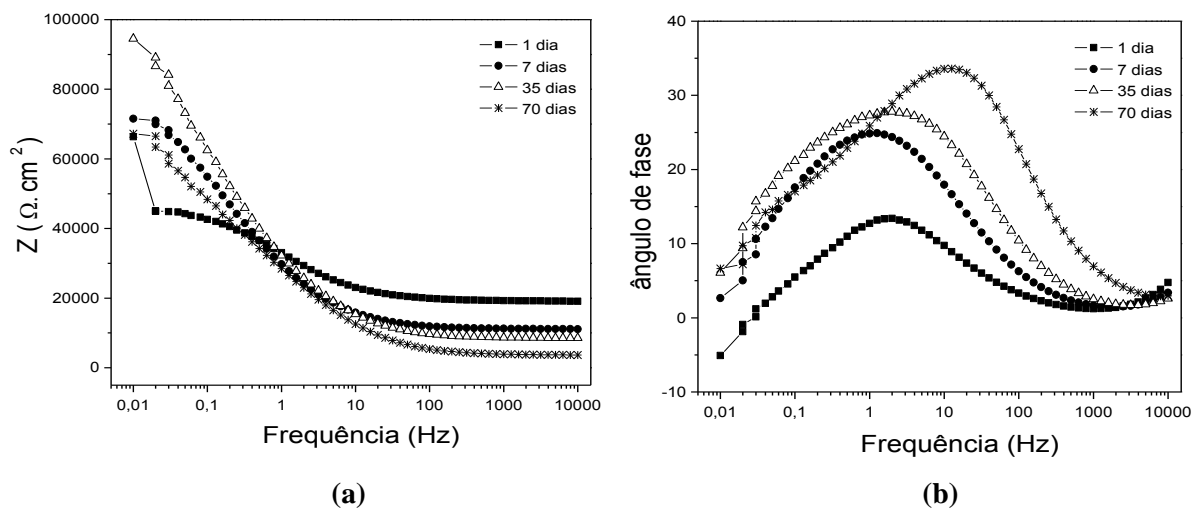 100000
80000
60000
40000
20000
0
Z ( Ω. cm ²)
1 dia
7 dias
35 dias
70 dias
0,01 0,1 1 10 100 1000 10000
Frequência (Hz)
(a)
40
30
20
10
0
-10
ângulo de fase
1 dia
7 dias
35 dias
70 dias
0,01 0,1 1 10 100 1000 10000
Frequência (Hz)
(b)